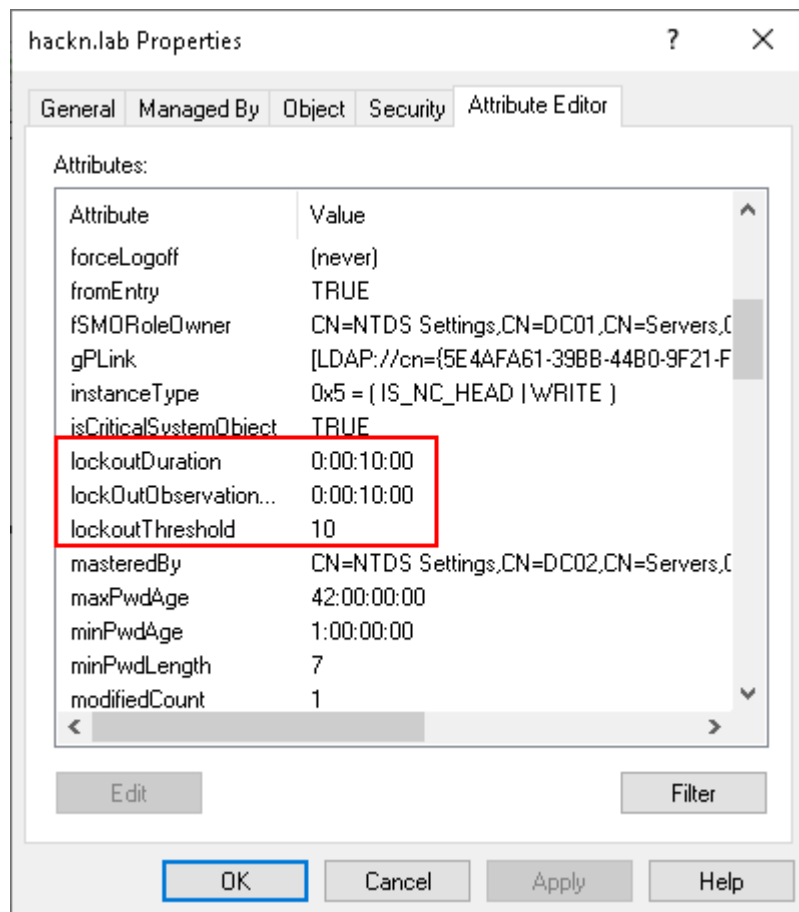 hackn.lab Properties ? ×
General Managed By Object Security Attribute Editor
Attributes:
Attribute Value
forceLogoff (never)
fromEntry TRUE
fSMORoleOwner CN=NTDS Settings,CN=DC01,CN=Servers,C
gPLink [LDAP://cn={5E4AFA61-39BB-44B0-9F21-F
instanceType 0x5 = ( IS_NC_HEAD | WRITE )
isCriticalSystemObject TRUE
lockoutDuration 0:00:10:00
lockOutObservation... 0:00:10:00
lockoutThreshold 10
masteredBy CN=NTDS Settings,CN=DC02,CN=Servers,C
maxPwdAge 42:00:00:00
minPwdAge 1:00:00:00
minPwdLength 7
modifiedCount 1
Edit Filter
OK Cancel Apply Help